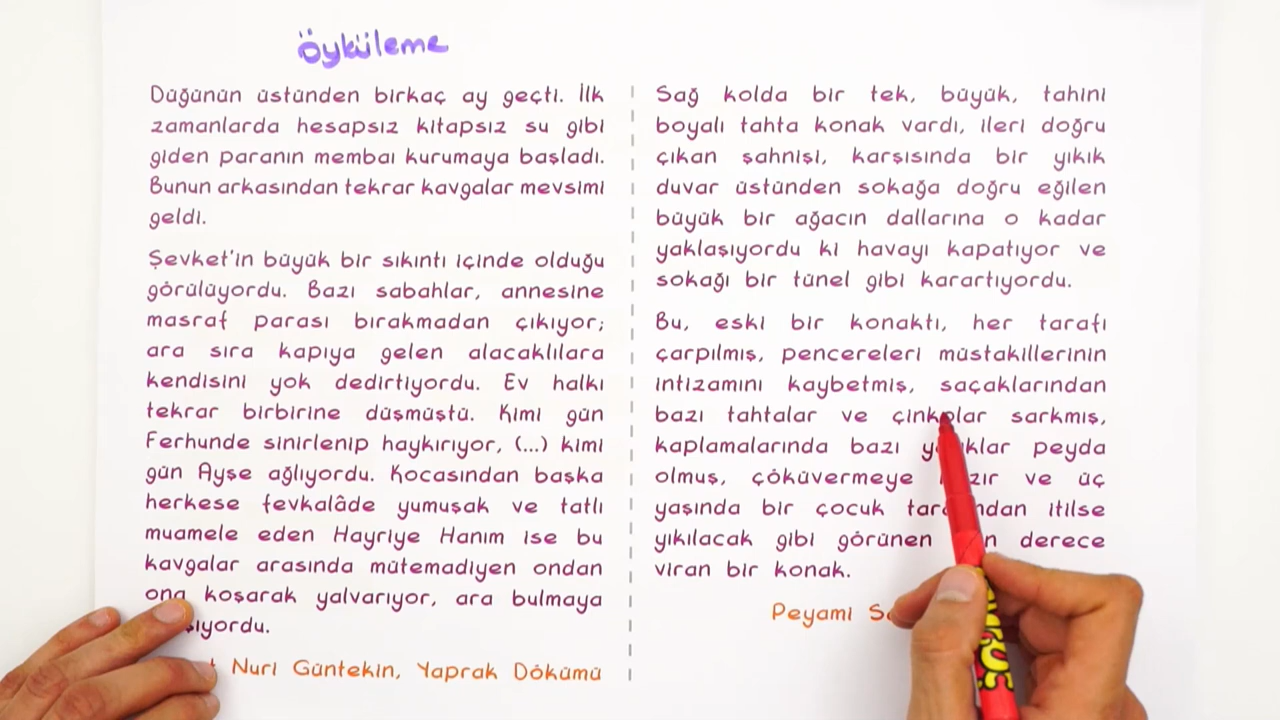 öyküleme
Düğünün üstünden birkaç ay geçti. İlk
zamanlarda hesapsız kitapsız su gibi
giden paranın membaı kurumaya başladı.
Bunun arkasından tekrar kavgalar mevsimi
geldi.
Şevket'in büyük bir sıkıntı içinde olduğu
görülüyordu. Bazı sabahlar, annesine
masraf parası bırakmadan çıkıyor;
ara sıra kapıya gelen alacaklılara
kendisini yok dedirtiyordu. Ev halkı
tekrar birbirine düşmüştü. Kimi gün
Ferhunde sinirlenip haykırıyor, (...) kimi
gün Ayşe ağlıyordu. Kocasından başka
herkese fevkalâde yumuşak ve tatlı
muamele eden Hayriye Hanım ise bu
kavgalar arasında mütemadiyen ondan
ona koşarak yalvarıyor, ara bulmaya
Nuri Güntekin, Yaprak Dökümü
Sağ kolda bir tek, büyük, tahini
boyalı tahta konak vardı, ileri doğru
çıkan şahnişi, karşısında bir yıkık
duvar üstünden sokağa doğru eğilen
büyük bir ağacın dallarına o kadar
yaklaşıyordu ki havayı kapatıyor ve
sokağı bir tünel gibi karartıyordu.
Bu, eski bir konaktı, her tarafı
çarpılmış, pencereleri müstakillerinin
intizamını kaybetmiş, saçaklarından
bazı tahtalar ve çinkolar sarkmış,
kaplamalarında bazı peyda
olmuş, çöküvermeye ve üç
yaşında bir çocuk itilse
yıkılacak gibi görünen derece
viran bir konak.
Peyami